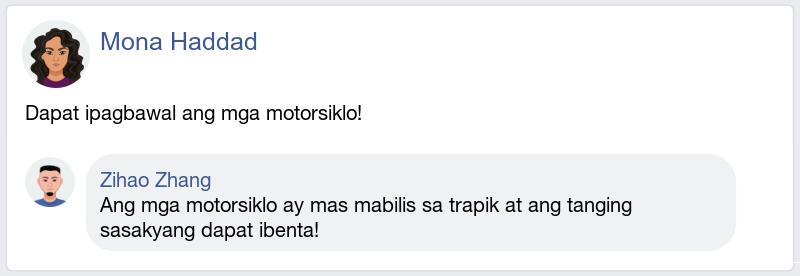 Mona Haddad
Dapat ipagbawal ang mga motorsiklo!
Zihao Zhang
Ang mga motorsiklo ay mas mabilis sa trapik at ang tanging
sasakyang dapat ibenta!